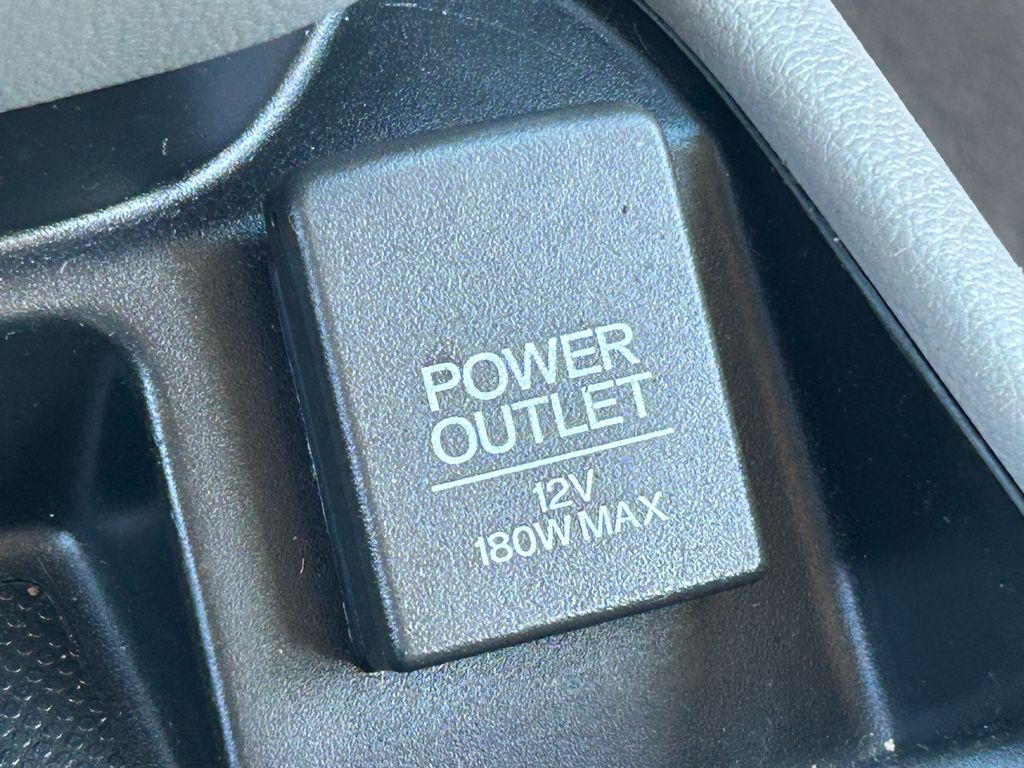 POWER
OUTLET
12V
180W MAX